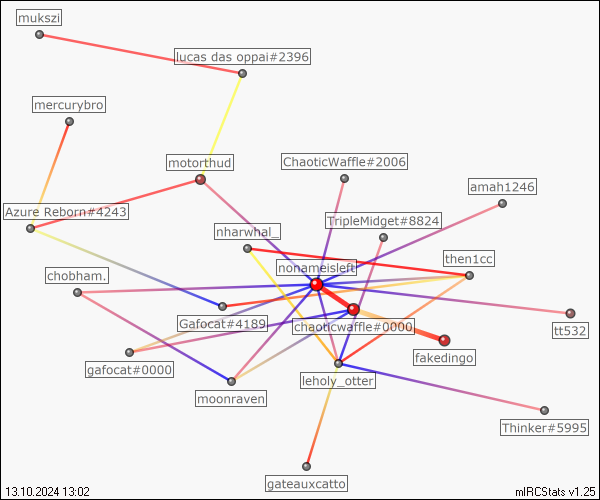 mukszi
lucas das oppai#2396
mercurybro
motorthud
ChaoticWaffle#2006
amah1246
Azure Reborn#4243
TripleMidget#8824
nharwhal_
then1cc
nonameisleft
chobham.
Gafocat#4189
chaoticwaffle#0000
tt532
fakedingo
gafocat#0000
leholy_otter
moonraven
Thinker#5995
gateauxcatto
13.10.2024 13:02
mIRCStats v1.25